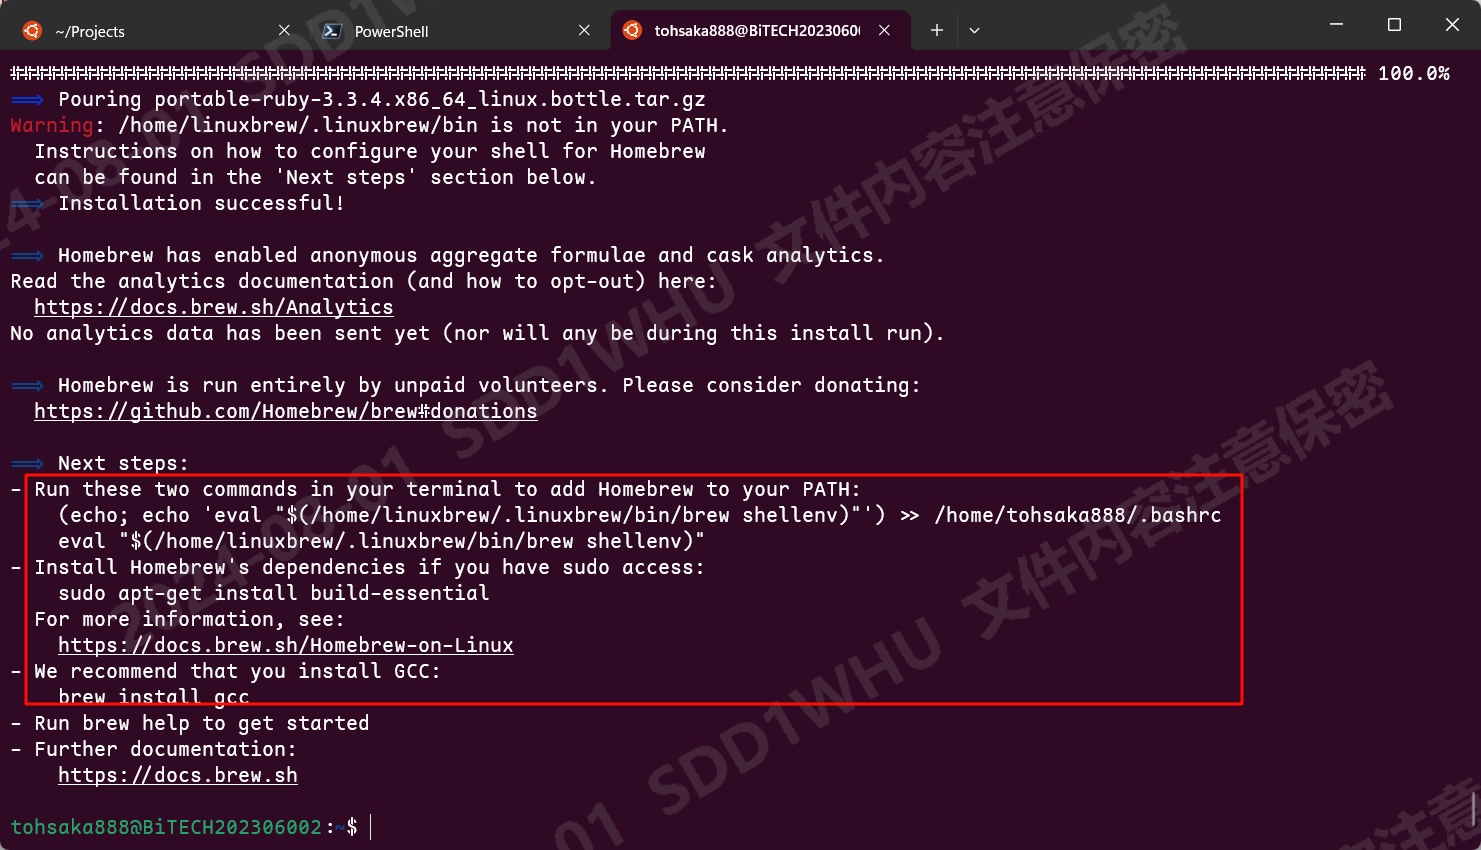 ~/Projects
PowerShell
tohsaka888@BiTECH2023060
100.0%
==> Pouring portable-ruby-3.3.4.x86_64_linux.bottle.tar.gz
Warning: /home/linuxbrew/.linuxbrew/bin is not in your PATH.
Instructions on how to configure your shell for Homebrew
can be found in the 'Next steps' section below.
==> Installation successful!
==> Homebrew has enabled anonymous aggregate formulae and cask analytics.
Read the analytics documentation (and how to opt-out) here:
https://docs.brew.sh/Analytics
No analytics data has been sent yet (nor will any be during this install run).
==> Homebrew is run entirely by unpaid volunteers. Please consider donating:
https://github.com/Homebrew/brew#donations
==> Next steps:
- Run these two commands in your terminal to add Homebrew to your PATH:
(echo; echo 'eval "$(/home/linuxbrew/.linuxbrew/bin/brew shellenv)"') >> /home/tohsaka888/.bashrc
eval "$(/home/linuxbrew/.linuxbrew/bin/brew shellenv)"
- Install Homebrew's dependencies if you have sudo access:
sudo apt-get install build-essential
For more information, see:
https://docs.brew.sh/Homebrew-on-Linux
- We recommend that you install GCC:
brew install gcc
- Run brew help to get started
- Further documentation:
https://docs.brew.sh
tohsaka888@BiTECH202306002:~$
2024-08-01 SDD1WHU 文件内容注意保密